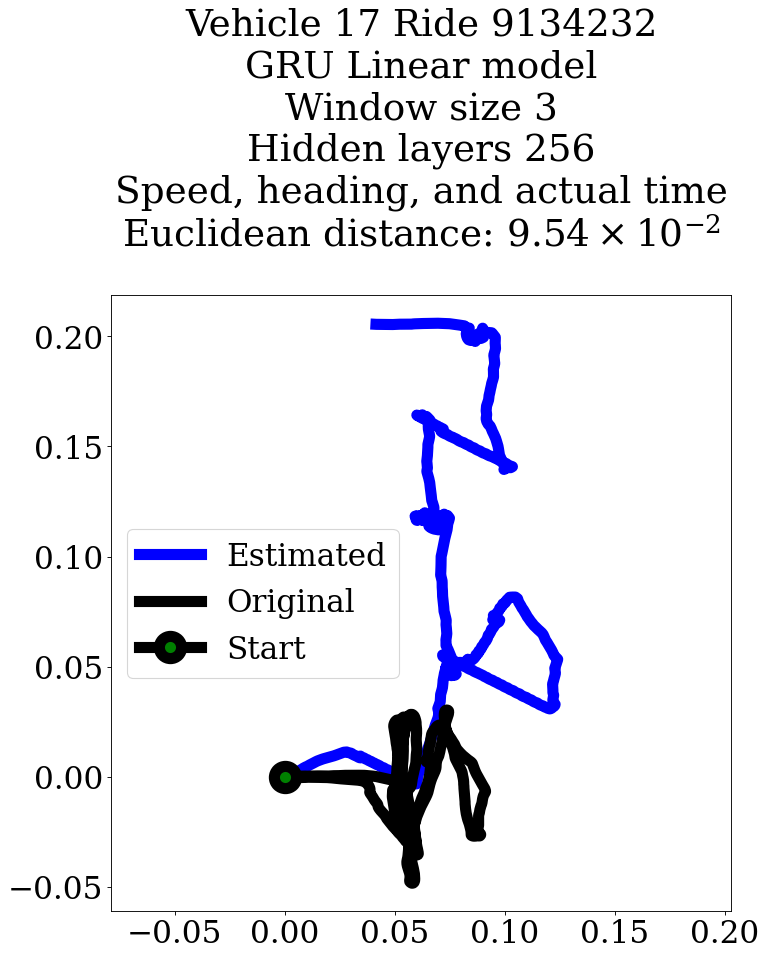 Vehicle 17 Ride 9134232
GRU Linear model
Window size 3
Hidden layers 256
Speed, heading, and actual time
Euclidean distance: 9.54 × 10⁻²
0.20
0.15
0.10
0.05
0.00
−0.05
Estimated
Original
Start
−0.05 0.00 0.05 0.10 0.15 0.20